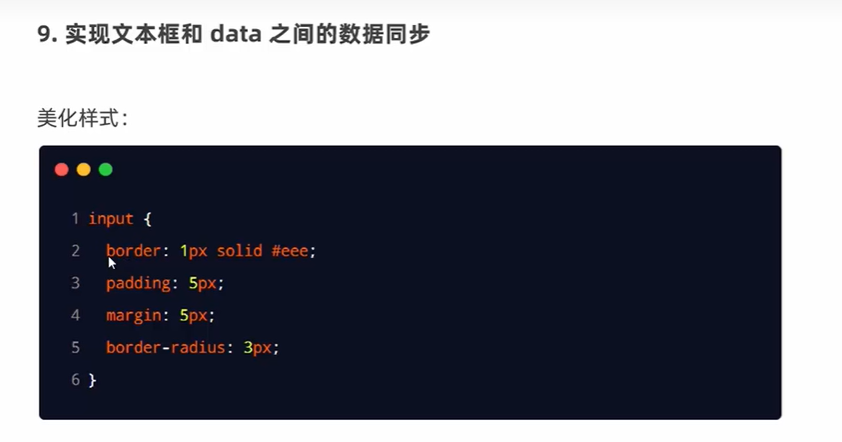 9. 实现文本框和 data 之间的数据同步
美化样式：
1 input {
2 border: 1px solid #eee;
3 padding: 5px;
4 margin: 5px;
5 border-radius: 3px;
6 }